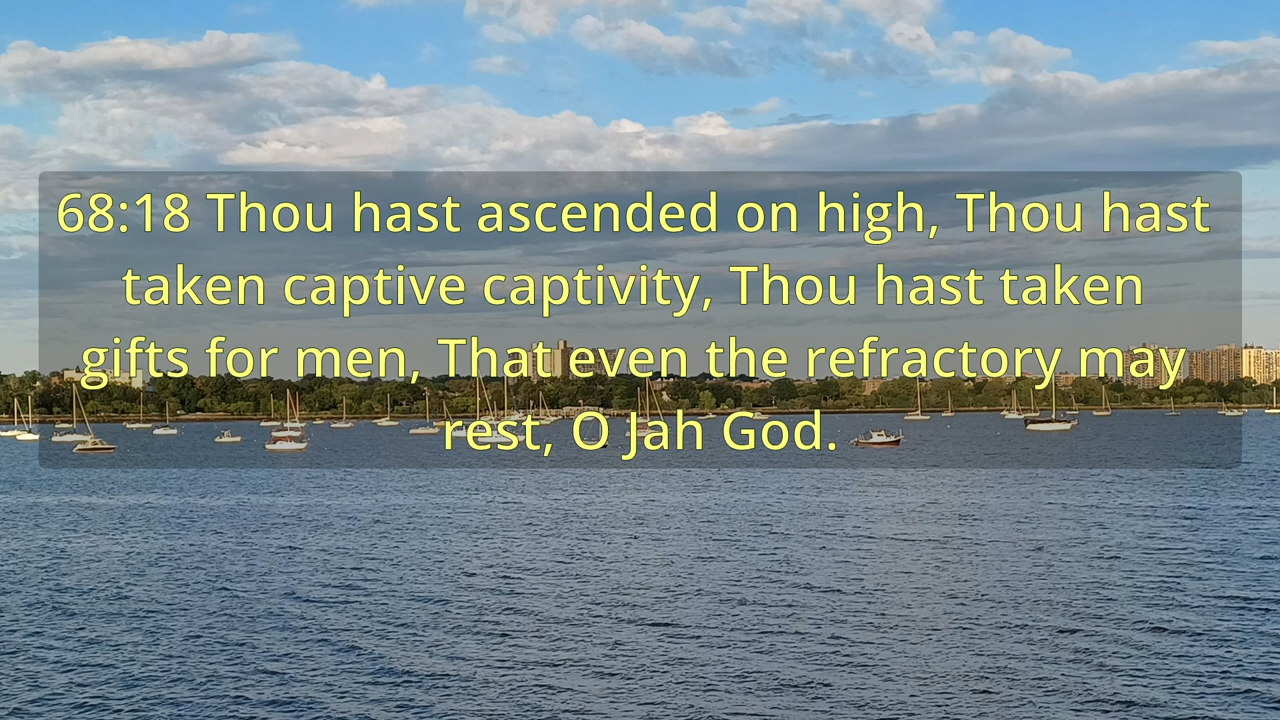 68:18 Thou hast ascended on high, Thou hast
taken captive captivity, Thou hast taken
gifts for men, That even the refractory may
rest, O Jah God.